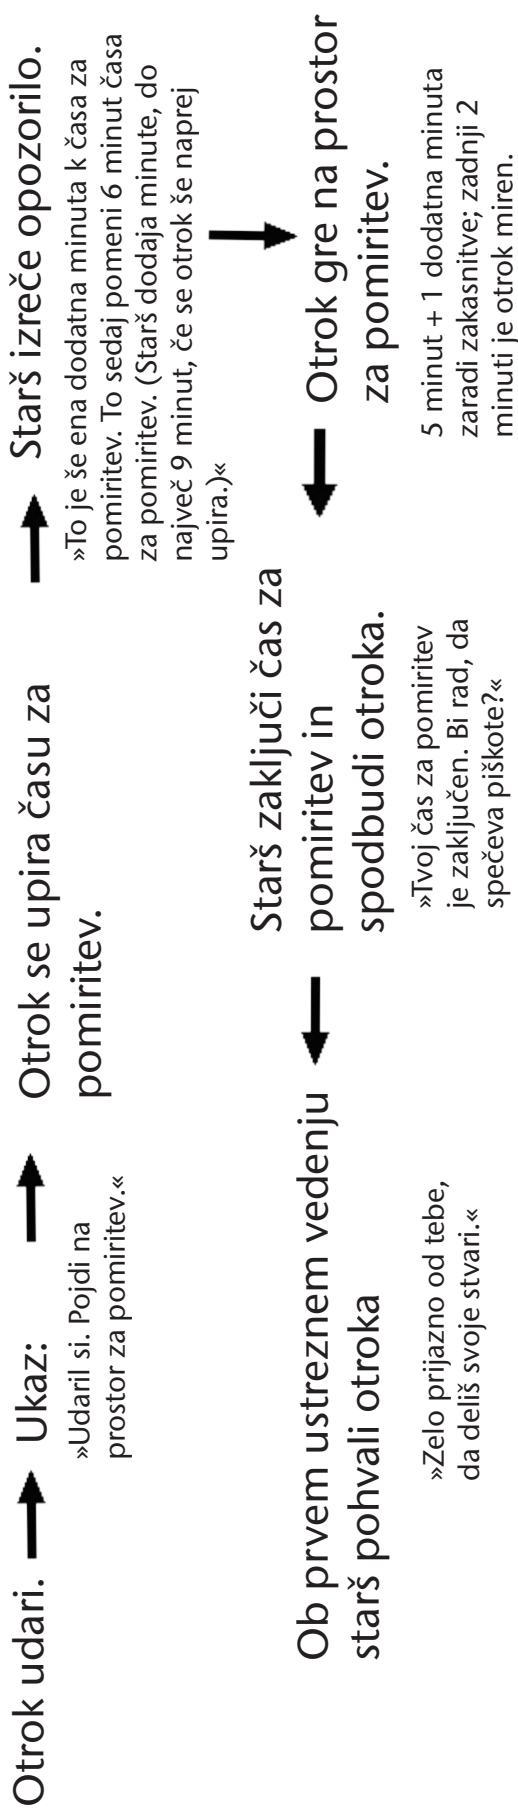 Otrok udari.
Ukaz:
»Udaril si. Pojdi na
prostor za pomiritev.«
Otrok se upira času za
pomiritev.
Starš izreče opozorilo.
»To je še ena dodatna minuta k časa za
pomiritev. To sedaj pomeni 6 minut časa
za pomiritev. (Starš dodaja minute, do
največ 9 minut, če se otrok še naprej
upira.)«
Otrok gre na prostor
za pomiritev.
5 minut + 1 dodatna minuta
zaradi zakasnitve; zadnji 2
minuti je otrok miren.
Starš zaključi čas za
pomiritev in
spodbudi otroka.
»Tvoj čas za pomiritev
je zaključen. Bi rad, da
spečeva piškote?«
Ob prvem ustreznem vedenju
starš pohvali otroka
»Zelo prijazno od tebe,
da deliš svoje stvari.«